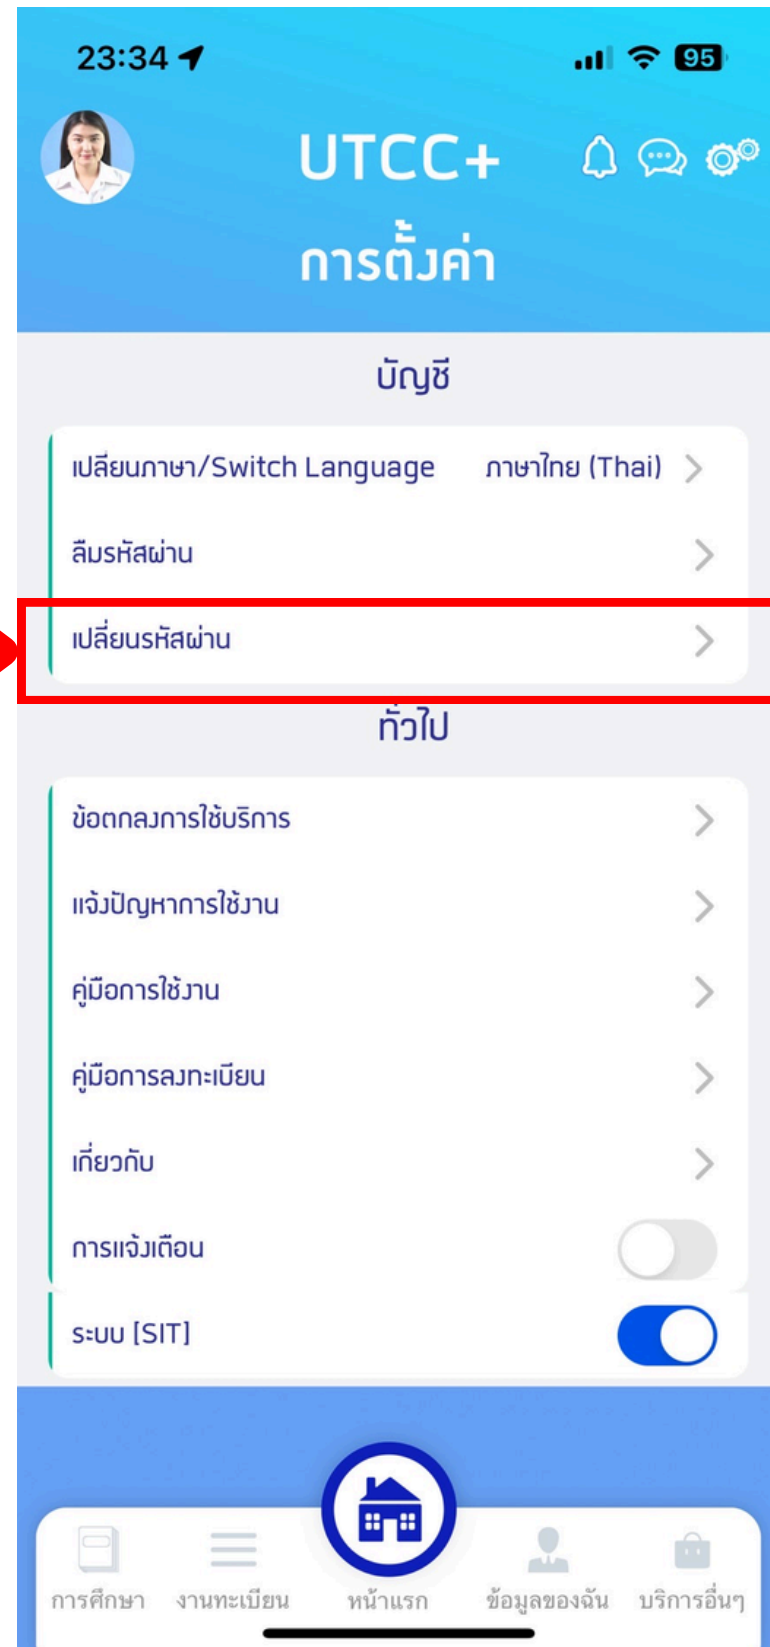 23:34
95
UTCC+
การตั้งค่า
บัญชี
เปลี่ยนภาษา/Switch Language ภาษาไทย (Thai)
ลืมรหัสผ่าน
เปลี่ยนรหัสผ่าน
ทั่วไป
ข้อตกลงการใช้บริการ
แจ้งปัญหาการใช้งาน
คู่มือการใช้งาน
คู่มือการลงทะเบียน
เกี่ยวกับ
การแจ้งเตือน
ระบบ [SIT]
การศึกษา งานทะเบียน หน้าแรก ข้อมูลของฉัน บริการอื่นๆ